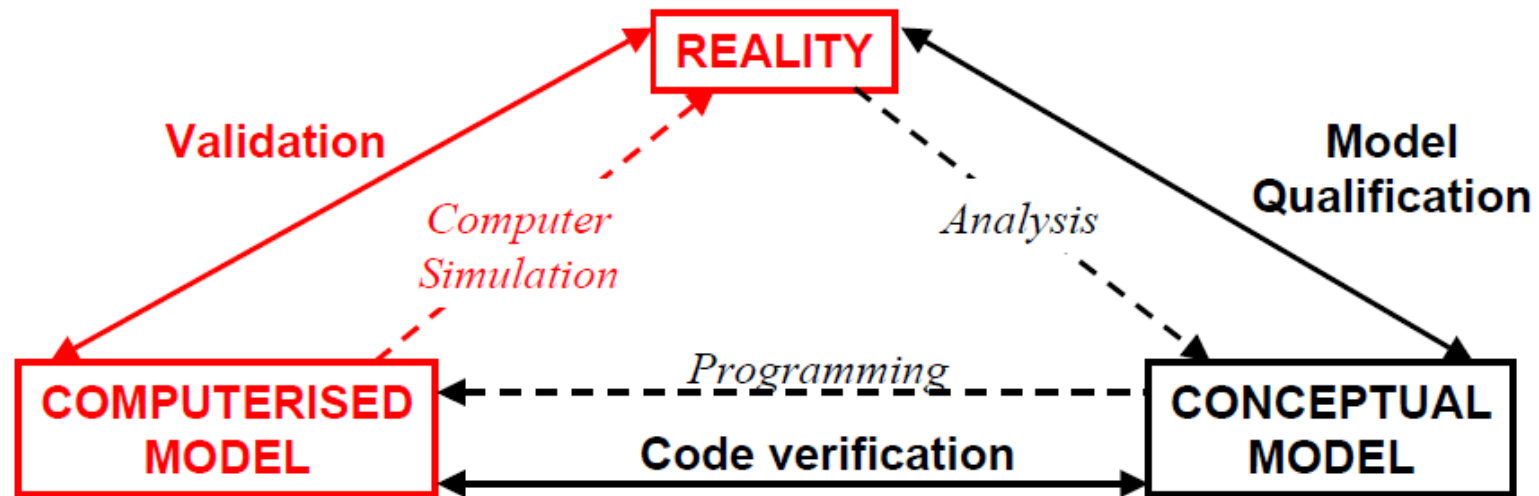 REALITY
Validation
Model
Qualification
Computer
Simulation
Analysis
Programming
COMPUTERISED
MODEL
Code verification
CONCEPTUAL
MODEL